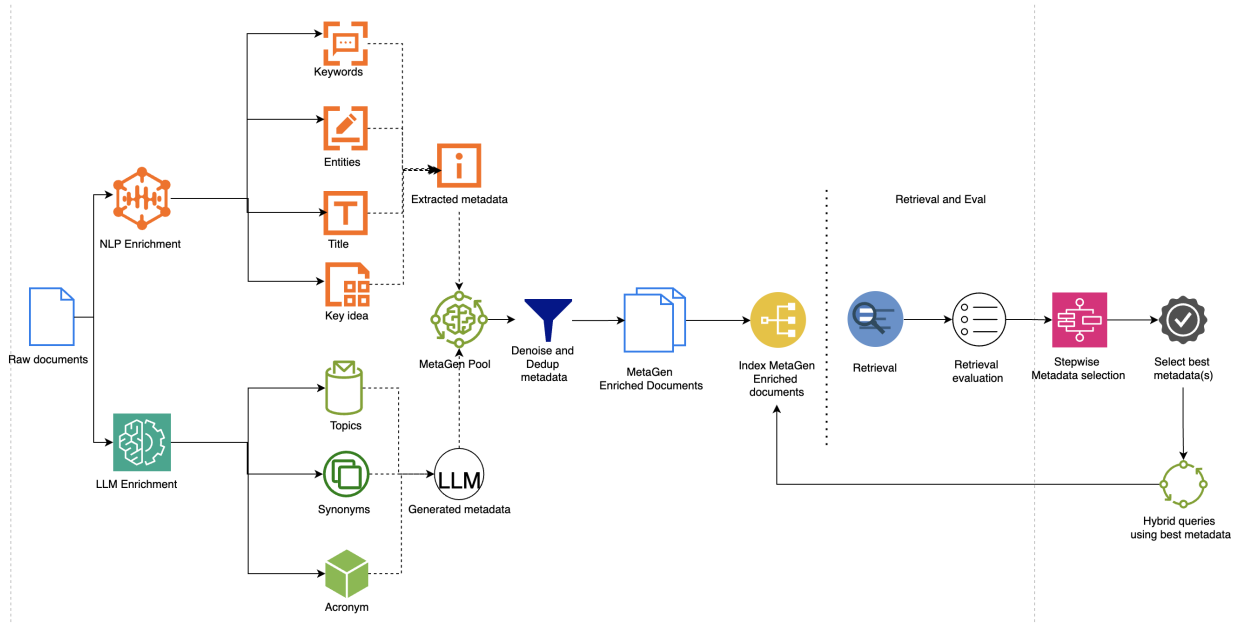 Keywords
Entities
Title
Key idea
NLP Enrichment
Raw documents
LLM Enrichment
Topics
Synonyms
Acronym
Extracted metadata
MetaGen Pool
LLM
Generated metadata
Denoise and
Dedup
metadata
MetaGen
Enriched Documents
Index MetaGen
Enriched
documents
Retrieval and Eval
Retrieval
Retrieval
evaluation
Stepwise
Metadata selection
Select best
metadata(s)
Hybrid queries
using best metadata